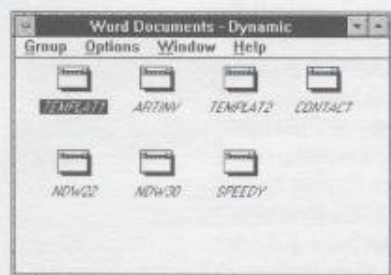 Word Documents - Dynamic
Group Options Window Help
TEMPLAT1 ARTINV TEMPLAT2 CONTACT
NDW22 NDW30 SPEEDY